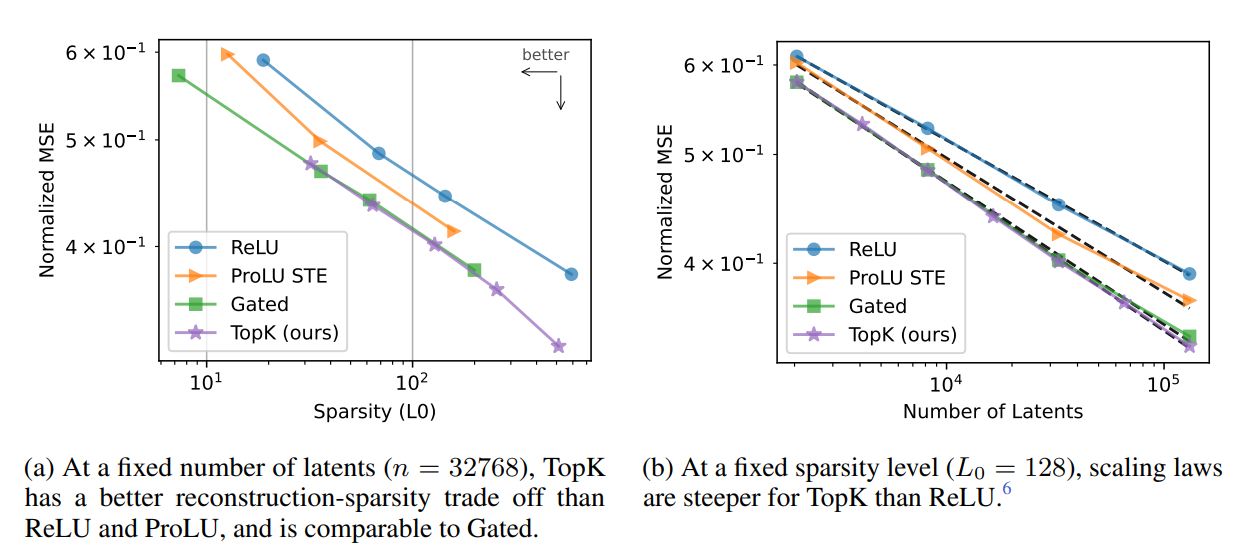 6 × 10⁻¹
5 × 10⁻¹
4 × 10⁻¹
Normalized MSE
better
ReLU
ProLU STE
Gated
TopK (ours)
10¹
10²
Sparsity (L0)
6 × 10⁻¹
5 × 10⁻¹
4 × 10⁻¹
Normalized MSE
ReLU
ProLU STE
Gated
TopK (ours)
10⁴
10⁵
Number of Latents
(a) At a fixed number of latents (n = 32768), TopK
has a better reconstruction-sparsity trade off than
ReLU and ProLU, and is comparable to Gated.
(b) At a fixed sparsity level (L₀ = 128), scaling laws
are steeper for TopK than ReLU.⁶